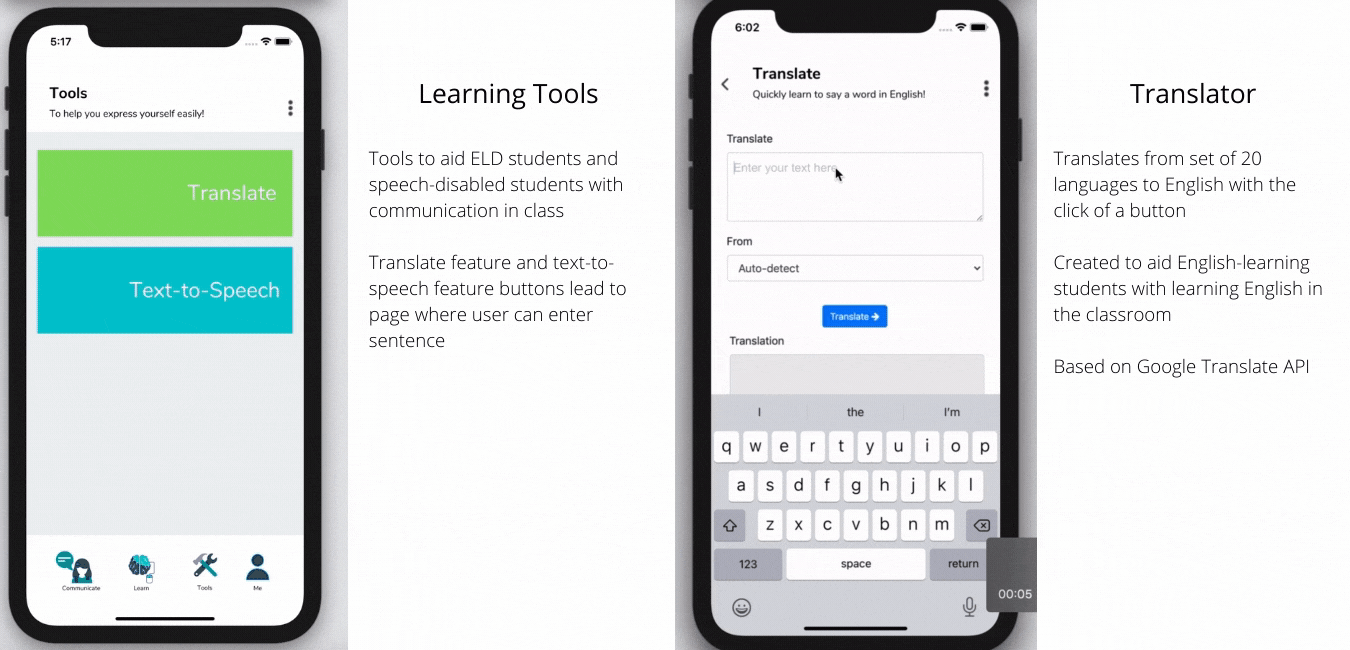 5:17
Tools
To help you express yourself easily!
Translate
Text-to-Speech
Communicate
Learn
Tools
Me
Learning Tools
Tools to aid ELD students and
speech-disabled students with
communication in class
Translate feature and text-to-
speech feature buttons lead to
page where user can enter
sentence
6:02
Translate
Quickly learn to say a word in English!
Translate
Enter your text here
From
Auto-detect
Translate →
Translation
I the I'm
q w e r t y u i o p
a s d f g h j k l
z x c v b n m
123 space return
00:05
Translator
Translates from set of 20
languages to English with the
click of a button
Created to aid English-learning
students with learning English in
the classroom
Based on Google Translate API